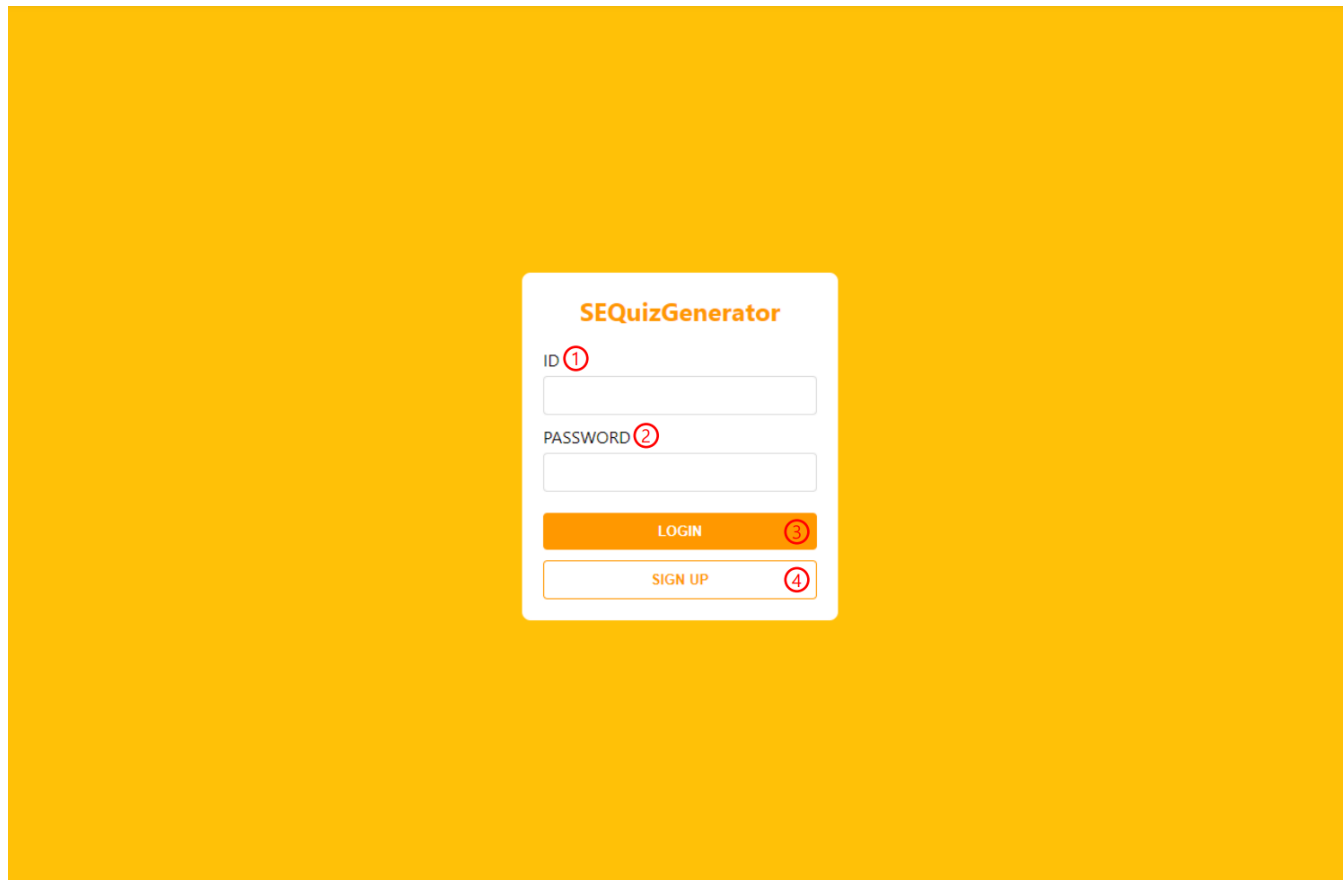 SEQuizGenerator
ID ①
PASSWORD ②
LOGIN ③
SIGN UP ④